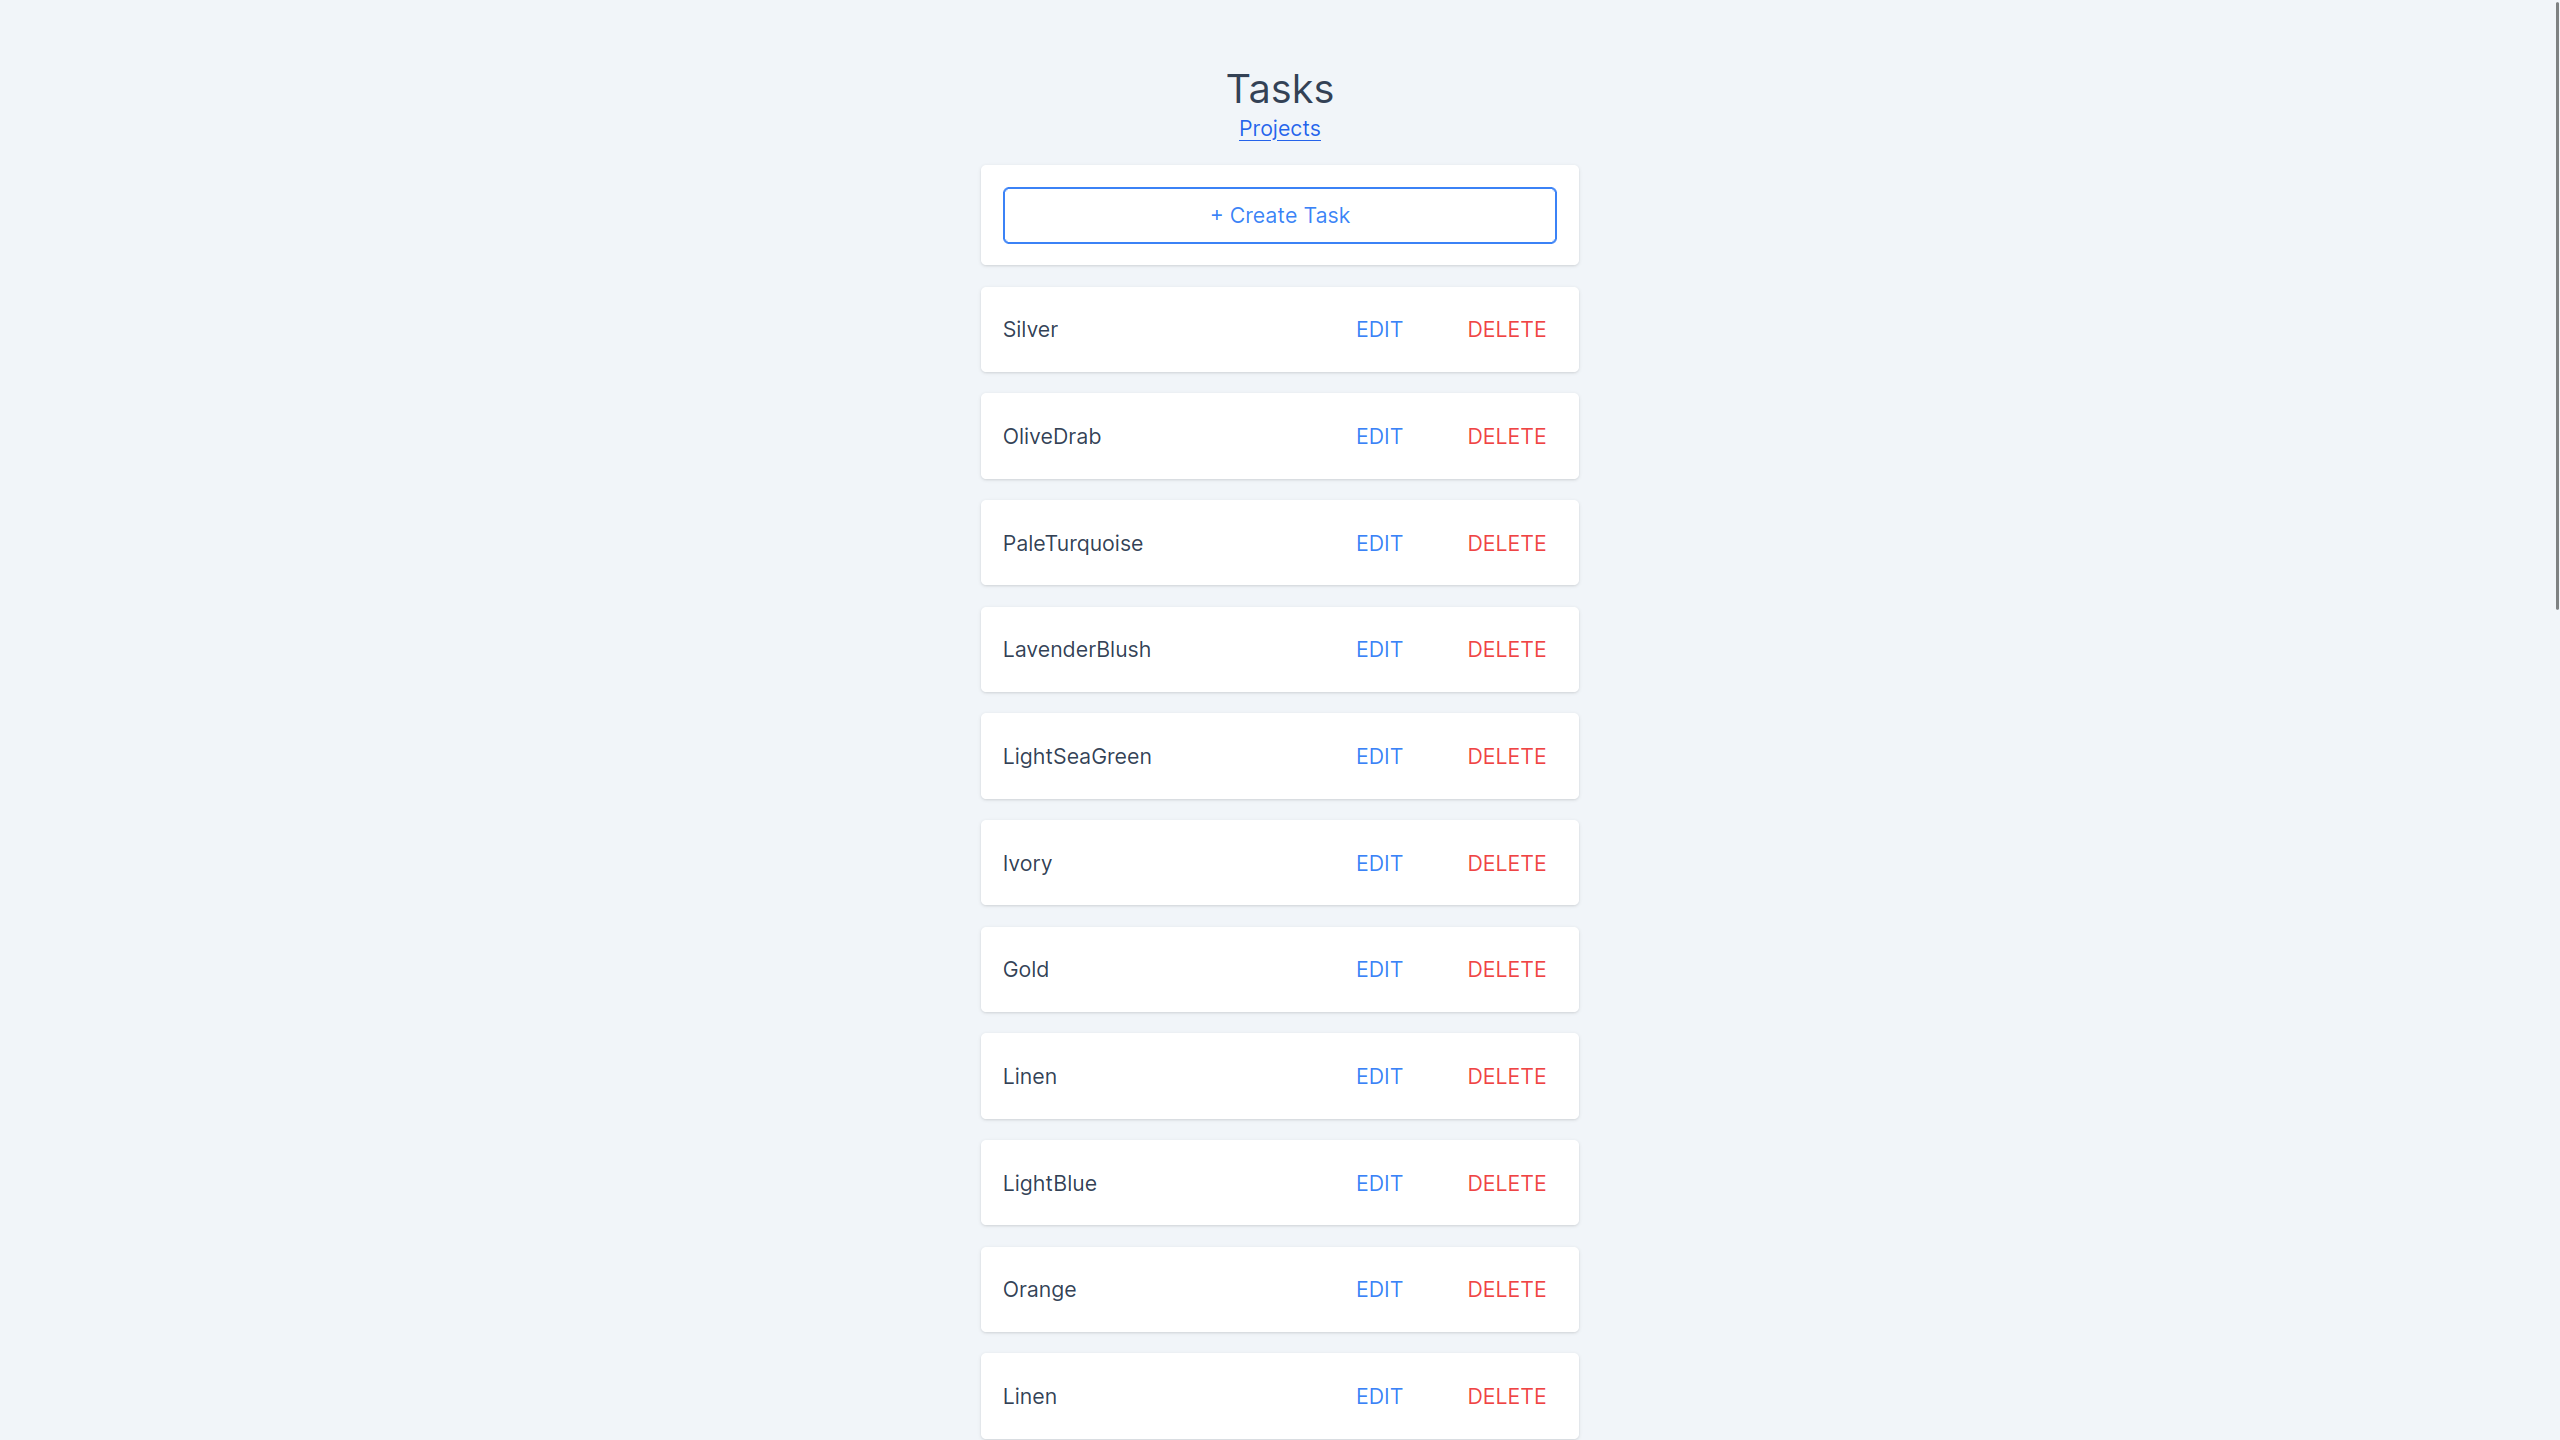 Tasks
Projects
+ Create Task
Silver EDIT DELETE
OliveDrab EDIT DELETE
PaleTurquoise EDIT DELETE
LavenderBlush EDIT DELETE
LightSeaGreen EDIT DELETE
Ivory EDIT DELETE
Gold EDIT DELETE
Linen EDIT DELETE
LightBlue EDIT DELETE
Orange EDIT DELETE
Linen EDIT DELETE